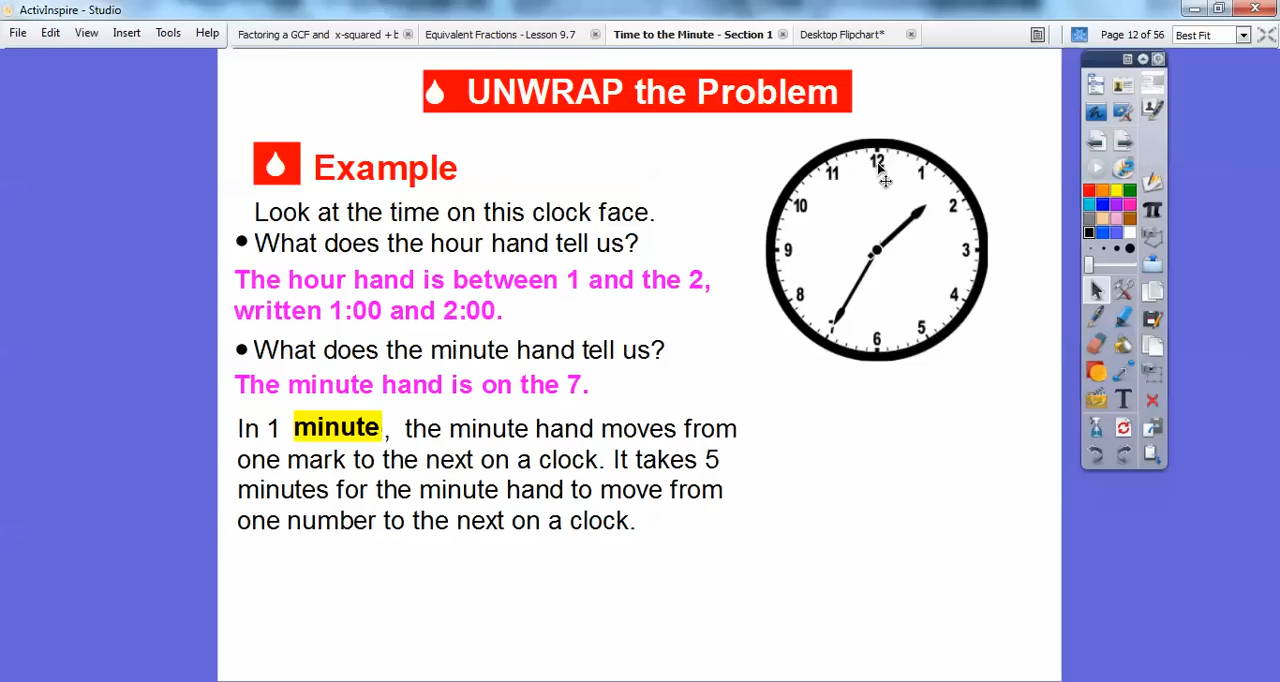 ActivInspire - Studio
File Edit View Insert Tools Help
Factoring a GCF and x-squared + b
Equivalent Fractions - Lesson 9.7
Time to the Minute - Section 1
Desktop Flipchart*
Page 12 of 56
Best Fit
UNWRAP the Problem
Example
Look at the time on this clock face.
• What does the hour hand tell us?
The hour hand is between 1 and the 2,
written 1:00 and 2:00.
• What does the minute hand tell us?
The minute hand is on the 7.
In 1 minute, the minute hand moves from
one mark to the next on a clock. It takes 5
minutes for the minute hand to move from
one number to the next on a clock.
12
11 1
10 2
9 3
8 4
5
6